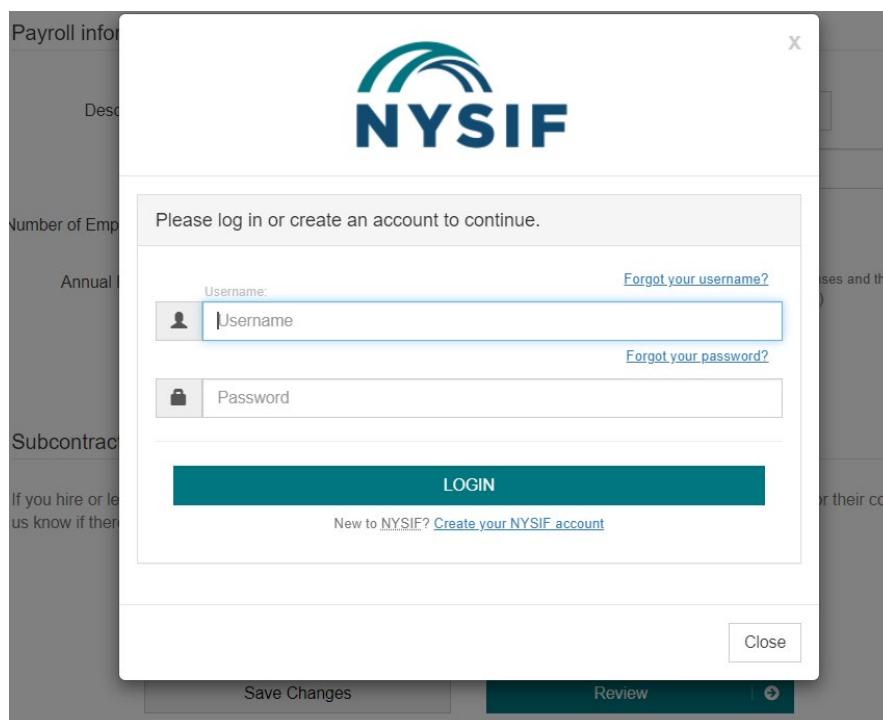 Payroll infor
X
NYSIF
Desc
Please log in or create an account to continue.
Number of Emp
Forgot your username?
Annual
ses and th
Username:
)
Username
Forgot your password?
Password
Subcontrac
LOGIN
If you hire or le
r their co
us know if ther
New to NYSIF? Create your NYSIF account
Close
Save Changes
Review